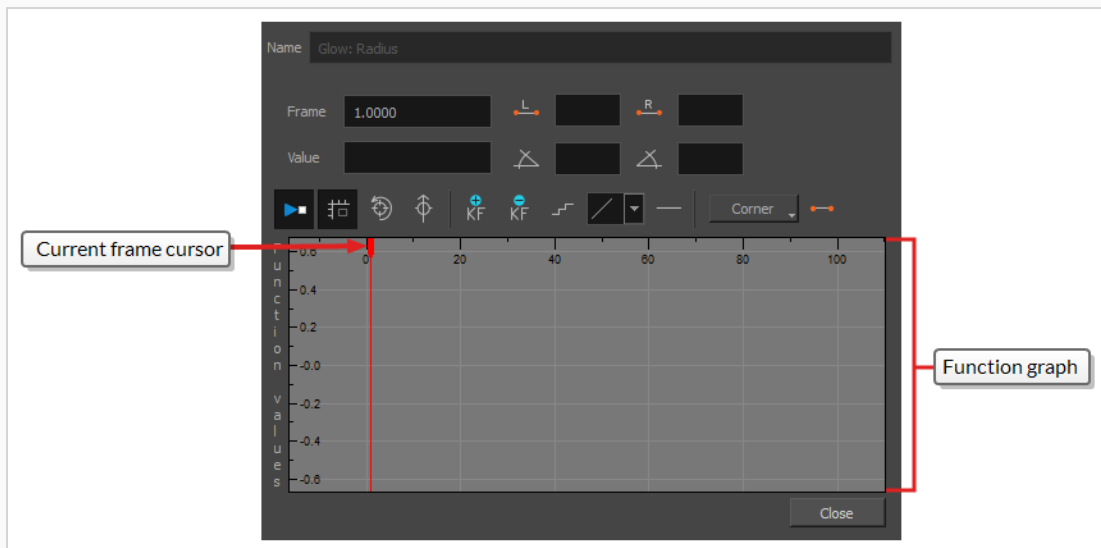 Name Glow: Radius
Frame 1.0000 L R
Value
KF KF Corner
Current frame cursor
Function values
0 20 40 60 80 100
-0.6
-0.4
-0.2
-0.0
-0.2
-0.4
-0.6
Function graph
Close